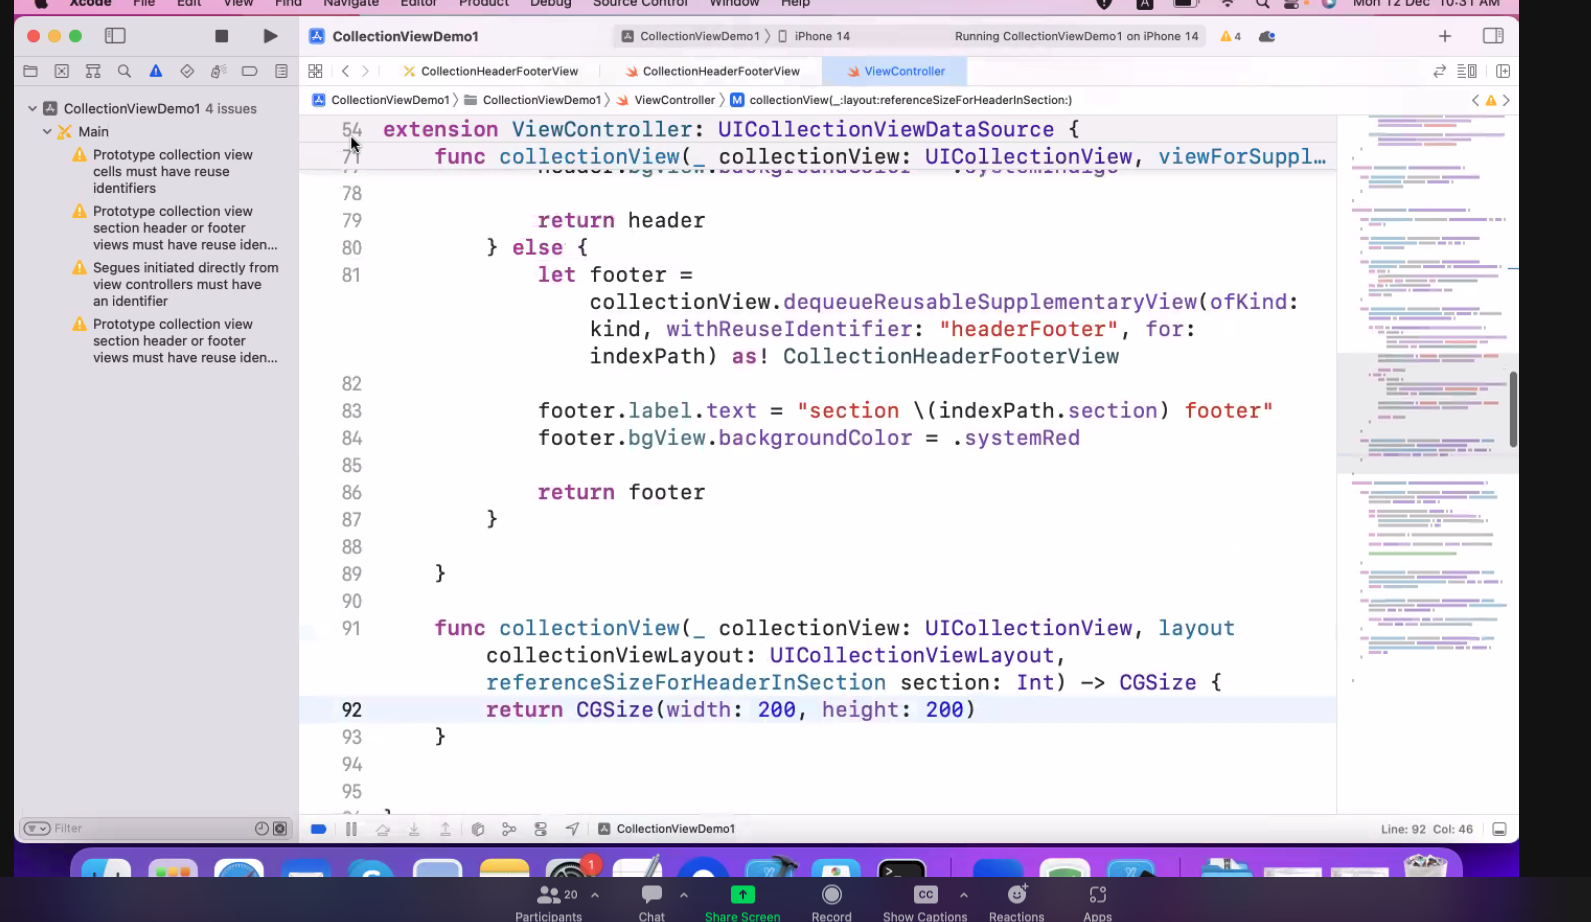 Xcode File Edit View Find Navigate Editor Product Debug Source Control Window Help A Mon 12 Dec 10:31 AM
CollectionViewDemo1
CollectionViewDemo1 iPhone 14 Running CollectionViewDemo1 on iPhone 14 4
CollectionHeaderFooterView CollectionHeaderFooterView ViewController
CollectionViewDemo1 CollectionViewDemo1 ViewController M collectionView(_:layout:referenceSizeForHeaderInSection:)
CollectionViewDemo1 4 issues
Main
Prototype collection view
cells must have reuse
identifiers
Prototype collection view
section header or footer
views must have reuse iden...
Segues initiated directly from
view controllers must have
an identifier
Prototype collection view
section header or footer
views must have reuse iden...
Filter
54 extension ViewController: UICollectionViewDataSource {
71 func collectionView(_ collectionView: UICollectionView, viewForSuppl…
77 header.bgView.backgroundColor = .systemIndigo
78
79 return header
80 } else {
81 let footer =
collectionView.dequeueReusableSupplementaryView(ofKind:
kind, withReuseIdentifier: "headerFooter", for:
indexPath) as! CollectionHeaderFooterView
82
83 footer.label.text = "section \(indexPath.section) footer"
84 footer.bgView.backgroundColor = .systemRed
85
86 return footer
87 }
88
89 }
90
91 func collectionView(_ collectionView: UICollectionView, layout
collectionViewLayout: UICollectionViewLayout,
referenceSizeForHeaderInSection section: Int) -> CGSize {
92 return CGSize(width: 200, height: 200)
93 }
94
95
CollectionViewDemo1 Line: 92 Col: 46
1
20 CC
Participants Chat Share Screen Record Show Captions Reactions Apps